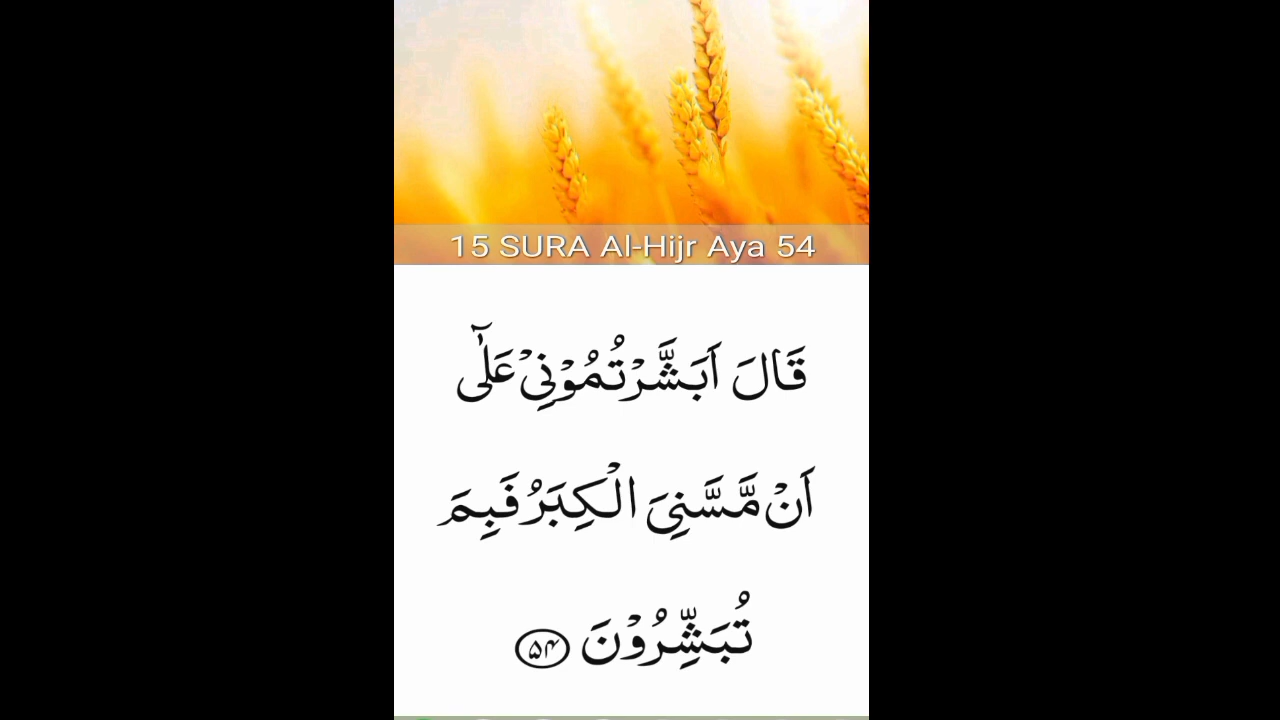 15 SURA Al-Hijr Aya 54
قَالَ اَبَشَّرْتُمُوْنِیْ عَلٰۤی
اَنْ مَّسَّنِیَ الْكِبَرُ فَبِمَ
تُبَشِّرُوْنَ ۵۴